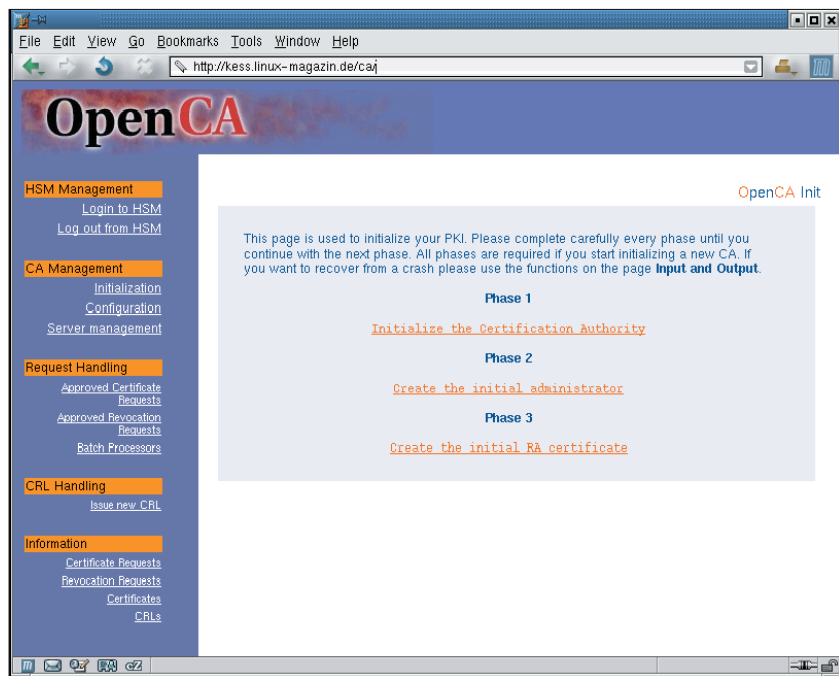 File Edit View Go Bookmarks Tools Window Help
http://kess.linux-magazin.de/ca/
OpenCA
HSM Management
Login to HSM
Log out from HSM
CA Management
Initialization
Configuration
Server management
Request Handling
Approved Certificate
Requests
Approved Revocation
Requests
Batch Processors
CRL Handling
Issue new CRL
Information
Certificate Requests
Revocation Requests
Certificates
CRLs
OpenCA Init
This page is used to initialize your PKI. Please complete carefully every phase until you
continue with the next phase. All phases are required if you start initializing a new CA. If
you want to recover from a crash please use the functions on the page Input and Output.
Phase 1
Initialize the Certification Authority
Phase 2
Create the initial administrator
Phase 3
Create the initial RA certificate